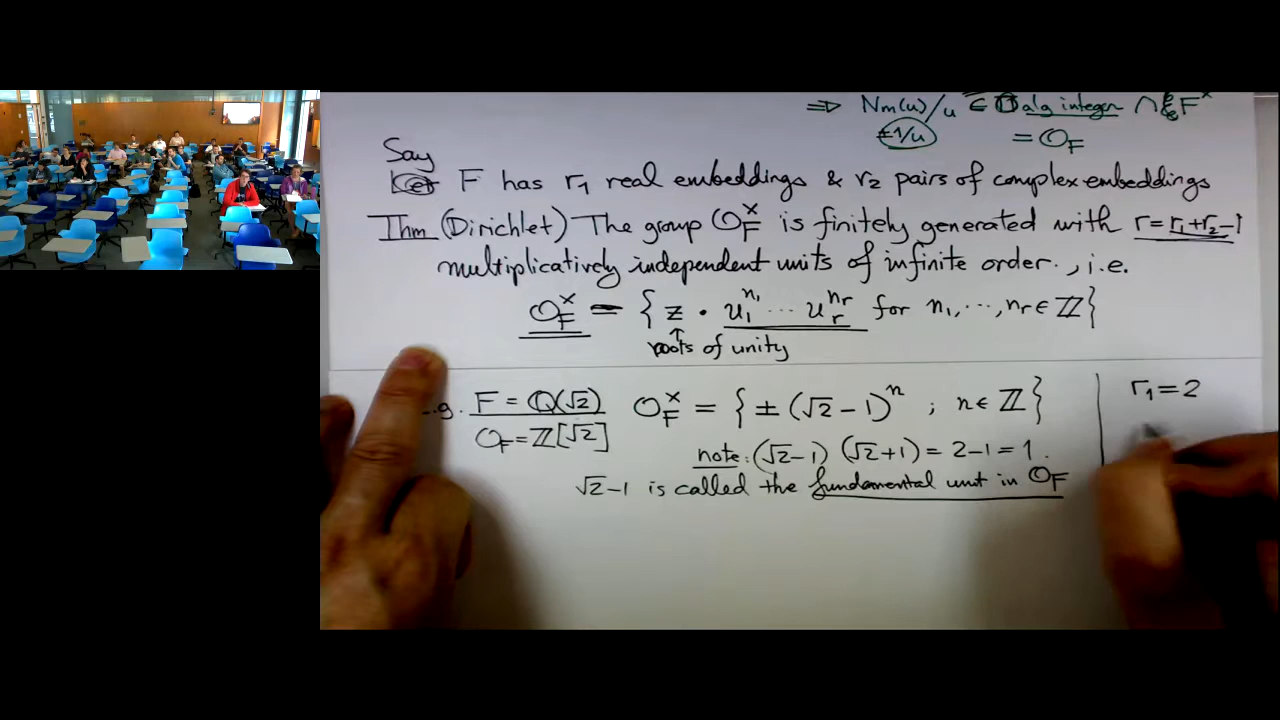 ⇒ Nm(u)/u ∈ alg integer ∩ F^×
±1/u = O_F
Say
Let F has r₁ real embeddings & r₂ pairs of complex embeddings
Thm (Dirichlet) The group O_F^× is finitely generated with r = r₁+r₂-1
multiplicatively independent units of infinite order., i.e.
O_F^× = { z · u₁^n₁ ··· u_r^n_r for n₁, ···, n_r ∈ ℤ }
roots of unity
.g. F = ℚ(√2) O_F^× = { ± (√2 - 1)^n ; n ∈ ℤ } r₁ = 2
O_F = ℤ[√2]
note: (√2-1) (√2+1) = 2-1 = 1.
√2-1 is called the fundamental unit in O_F